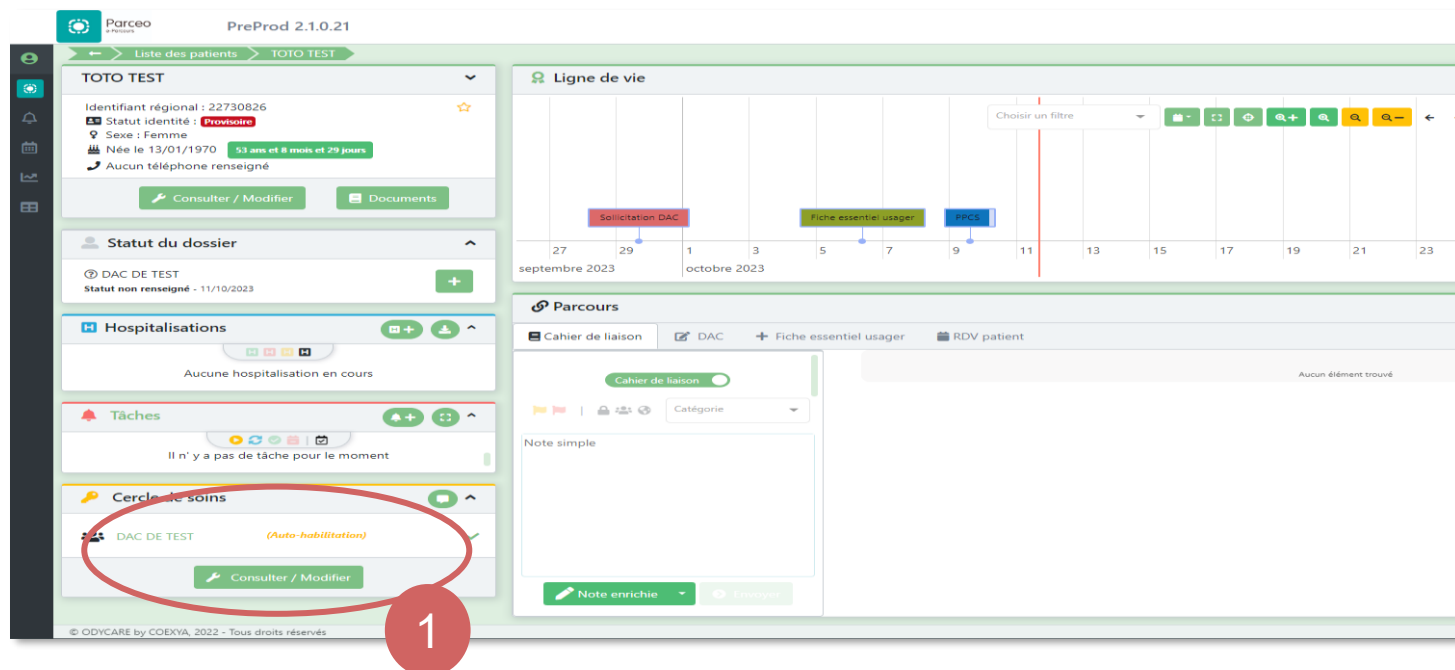 Parceo
e-Parcours
PreProd 2.1.0.21
Liste des patients
TOTO TEST
TOTO TEST
Identifiant régional : 22730826
Statut identité : Provisoire
Sexe : Femme
Née le 13/01/1970 53 ans et 8 mois et 29 jours
Aucun téléphone renseigné
Consulter / Modifier
Documents
Statut du dossier
DAC DE TEST
Statut non renseigné - 11/10/2023
Hospitalisations
Aucune hospitalisation en cours
Tâches
Il n' y a pas de tâche pour le moment
Cercle de soins
DAC DE TEST (Auto-habilitation)
Consulter / Modifier
1
Ligne de vie
Choisir un filtre
Sollicitation DAC
Fiche essentiel usager
PPCS
27 29 1 3 5 7 9 11 13 15 17 19 21 23
septembre 2023 octobre 2023
Parcours
Cahier de liaison DAC Fiche essentiel usager RDV patient
Cahier de liaison
Aucun élément trouvé
Catégorie
Note simple
Note enrichie
Envoyer
© ODYCARE by COEXYA, 2022 - Tous droits réservés